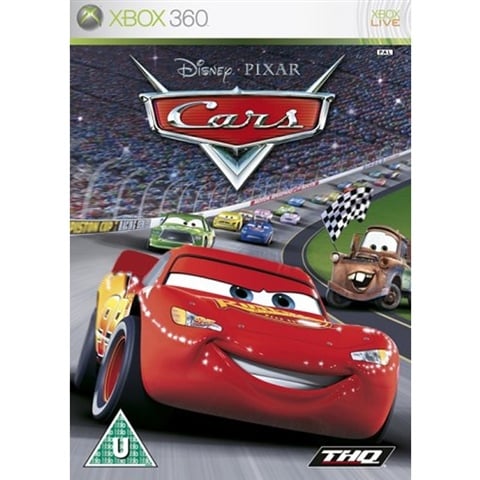 XBOX 360
XBOX
LIVE
PAL
DISNEY · PIXAR
Cars
PISTON CUP
U
THQ